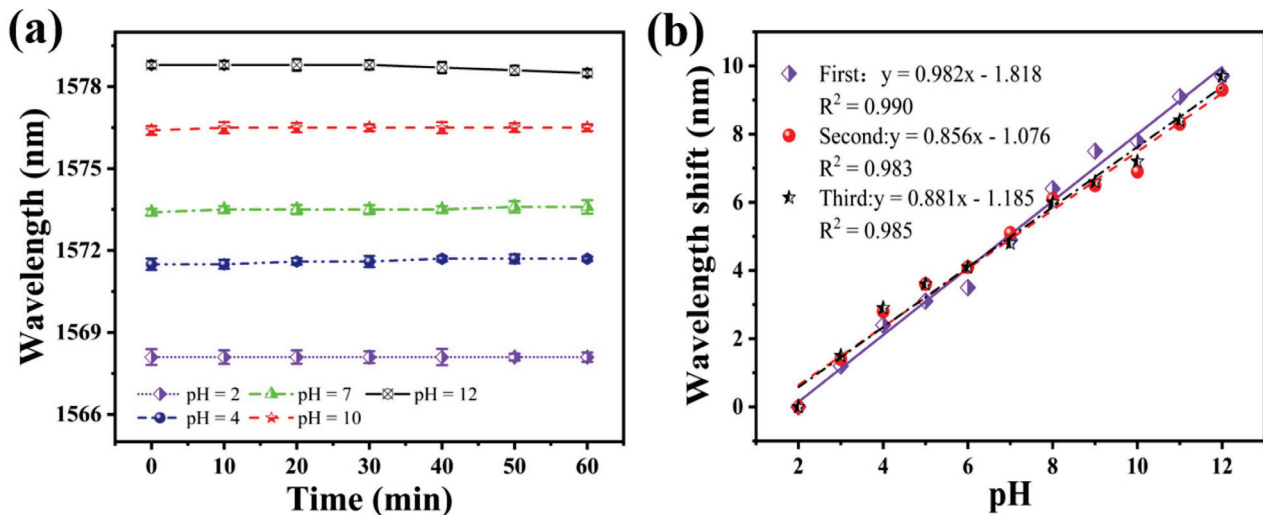 (a)
Wavelength (nm)
1578
1575
1572
1569
1566
pH = 2
pH = 7
pH = 12
pH = 4
pH = 10
0 10 20 30 40 50 60
Time (min)
(b)
Wavelength shift (nm)
10
8
6
4
2
0
First: y = 0.982x - 1.818
R² = 0.990
Second:y = 0.856x - 1.076
R² = 0.983
Third:y = 0.881x - 1.185
R² = 0.985
2 4 6 8 10 12
pH